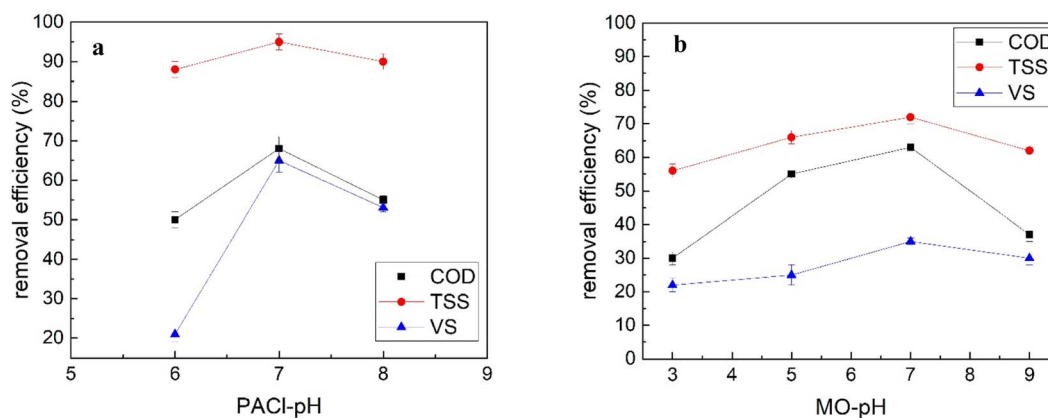 a
100
90
80
70
60
50
40
30
20
removal efficiency (%)
COD
TSS
VS
5 6 7 8 9
PACl-pH
b
100
90
80
70
60
50
40
30
20
10
0
removal efficiency (%)
COD
TSS
VS
3 4 5 6 7 8 9
MO-pH